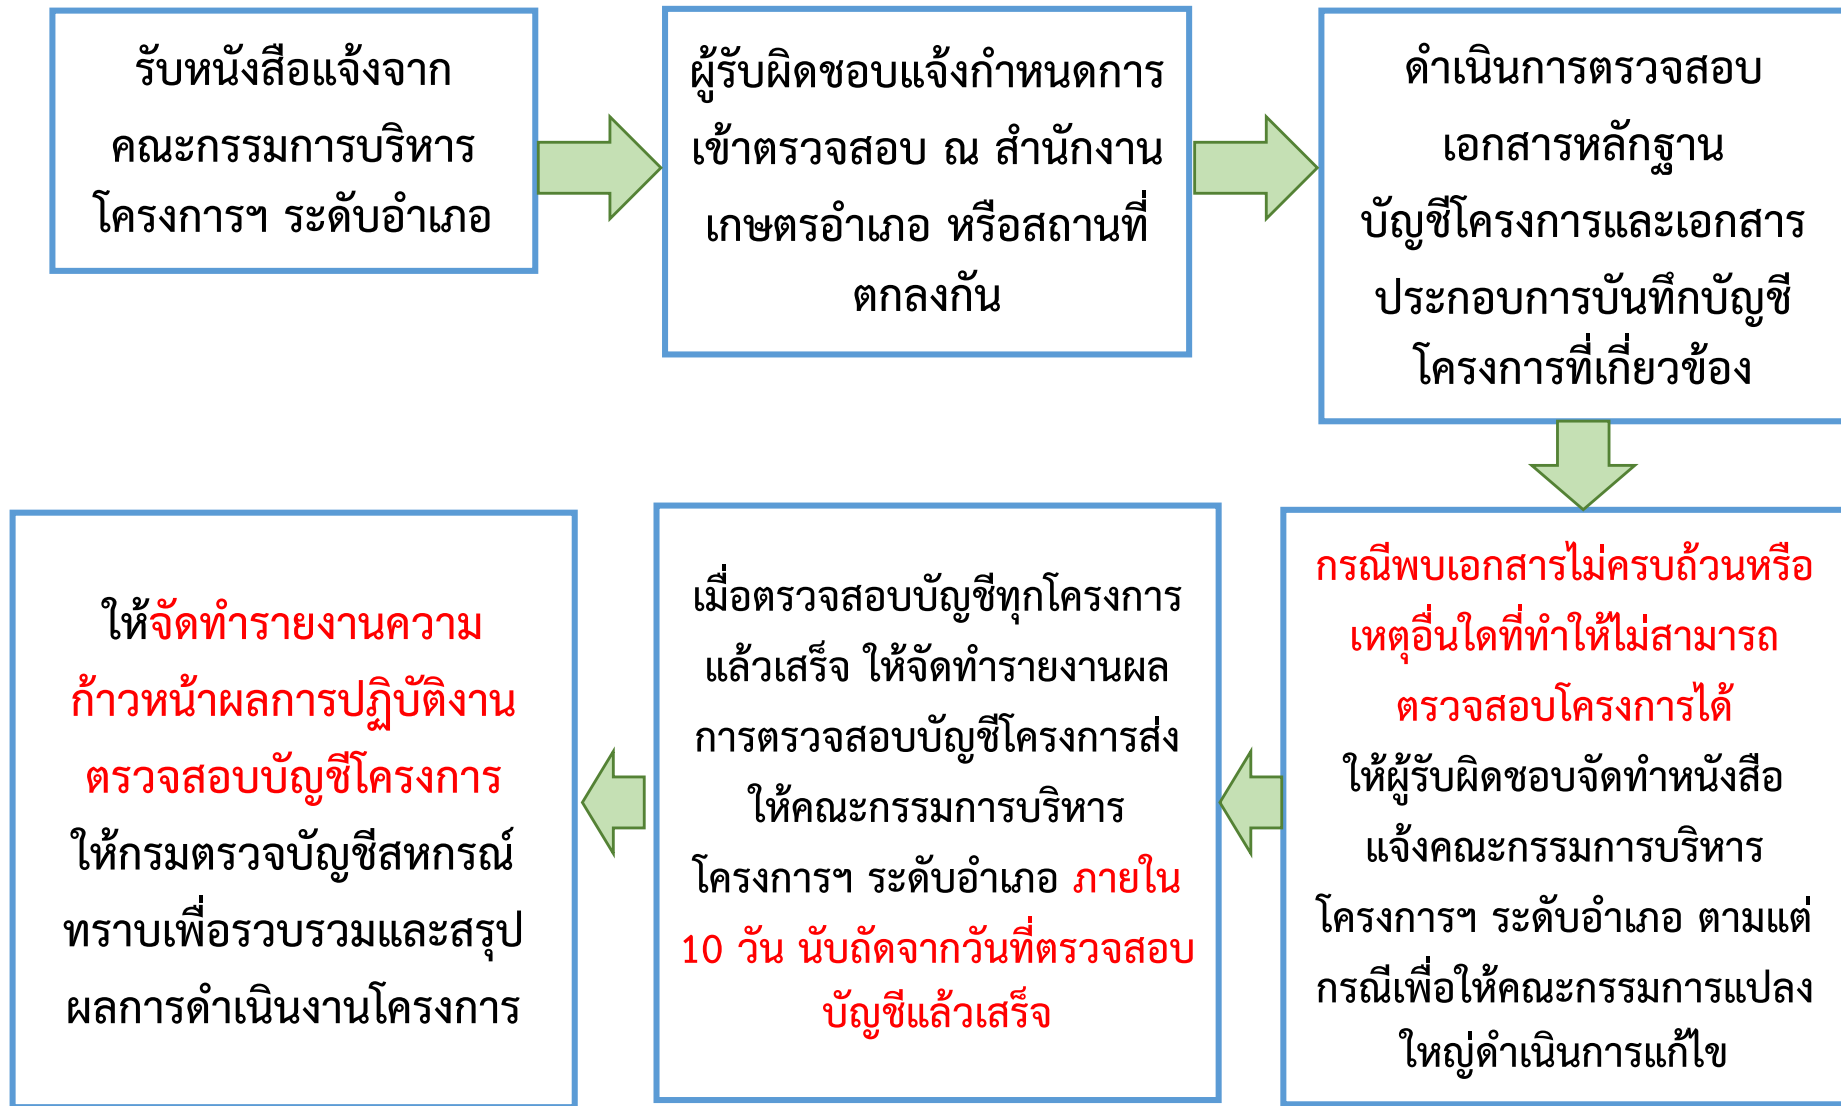 รับหนังสือแจ้งจาก
คณะกรรมการบริหาร
โครงการฯ ระดับอำเภอ
ผู้รับผิดชอบแจ้งกำหนดการ
เข้าตรวจสอบ ณ สำนักงาน
เกษตรอำเภอ หรือสถานที่
ตกลงกัน
ดำเนินการตรวจสอบ
เอกสารหลักฐาน
บัญชีโครงการและเอกสาร
ประกอบการบันทึกบัญชี
โครงการที่เกี่ยวข้อง
กรณีพบเอกสารไม่ครบถ้วนหรือ
เหตุอื่นใดที่ทำให้ไม่สามารถ
ตรวจสอบโครงการได้
ให้ผู้รับผิดชอบจัดทำหนังสือ
แจ้งคณะกรรมการบริหาร
โครงการฯ ระดับอำเภอ ตามแต่
กรณีเพื่อให้คณะกรรมการแปลง
ใหญ่ดำเนินการแก้ไข
เมื่อตรวจสอบบัญชีทุกโครงการ
แล้วเสร็จ ให้จัดทำรายงานผล
การตรวจสอบบัญชีโครงการส่ง
ให้คณะกรรมการบริหาร
โครงการฯ ระดับอำเภอ ภายใน
10 วัน นับถัดจากวันที่ตรวจสอบ
บัญชีแล้วเสร็จ
ให้จัดทำรายงานความ
ก้าวหน้าผลการปฏิบัติงาน
ตรวจสอบบัญชีโครงการ
ให้กรมตรวจบัญชีสหกรณ์
ทราบเพื่อรวบรวมและสรุป
ผลการดำเนินงานโครงการ